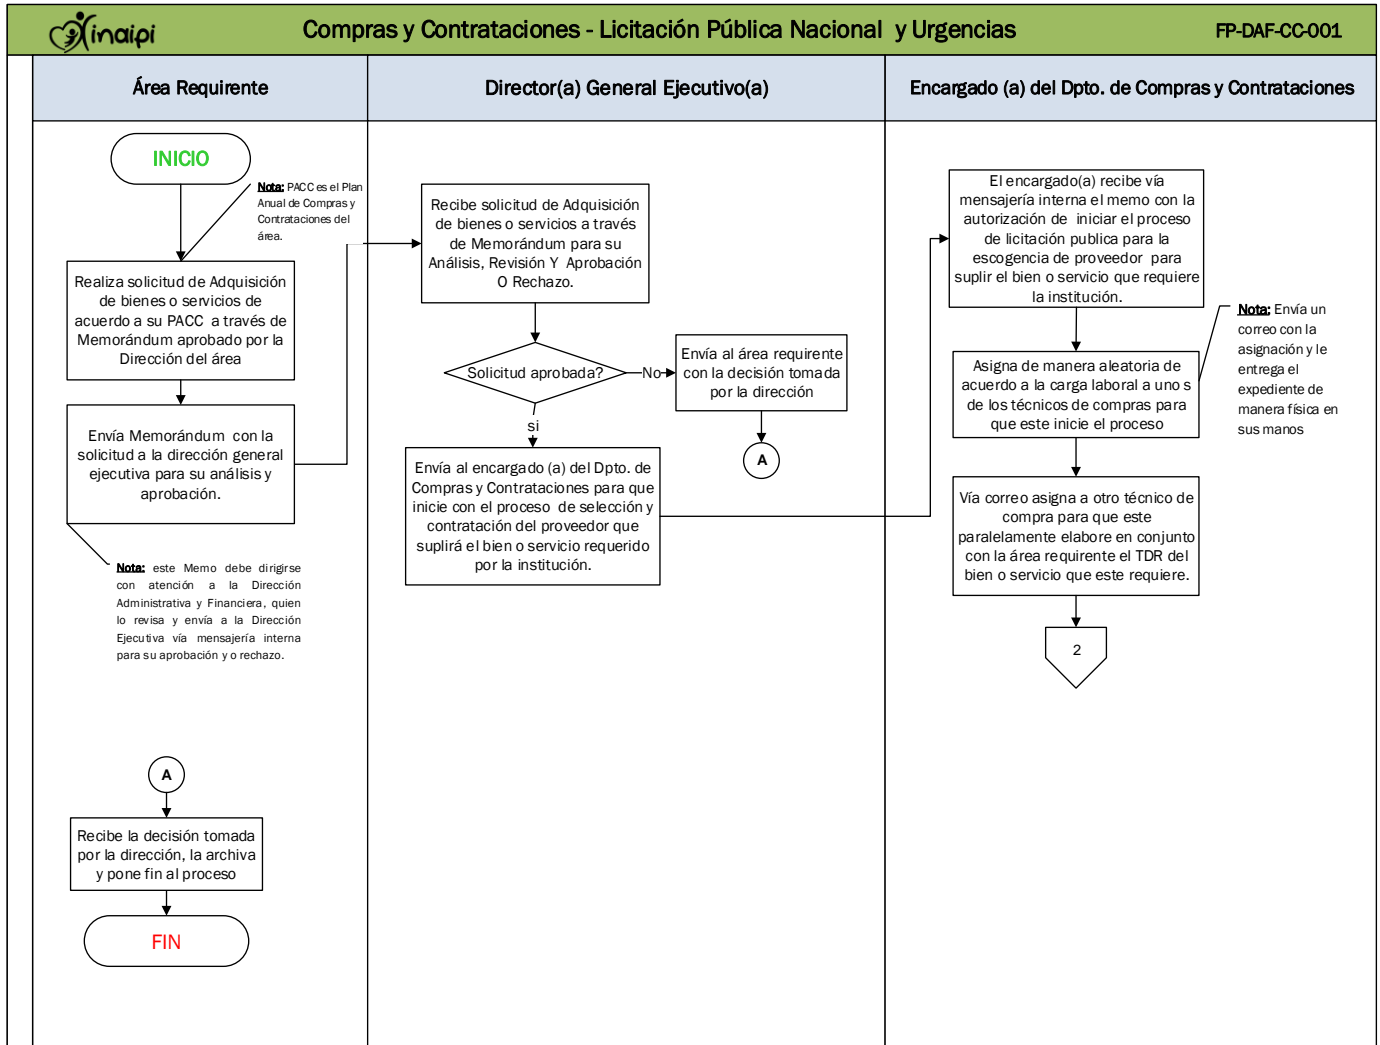 inaipi
Compras y Contrataciones - Licitación Pública Nacional y Urgencias
FP-DAF-CC-001
Área Requirente
Director(a) General Ejecutivo(a)
Encargado (a) del Dpto. de Compras y Contrataciones
INICIO
Nota: PACC es el Plan
Anual de Compras y
Contrataciones del
área.
Realiza solicitud de Adquisición
de bienes o servicios de
acuerdo a su PACC a través de
Memorándum aprobado por la
Dirección del área
Envía Memorándum con la
solicitud a la dirección general
ejecutiva para su análisis y
aprobación.
Nota: este Memo debe dirigirse
con atención a la Dirección
Administrativa y Financiera, quien
lo revisa y envía a la Dirección
Ejecutiva vía mensajería interna
para su aprobación y o rechazo.
A
Recibe la decisión tomada
por la dirección, la archiva
y pone fin al proceso
FIN
Recibe solicitud de Adquisición
de bienes o servicios a través
de Memorándum para su
Análisis, Revisión Y Aprobación
O Rechazo.
Solicitud aprobada?
No
Envía al área requirente
con la decisión tomada
por la dirección
A
si
Envía al encargado (a) del Dpto. de
Compras y Contrataciones para que
inicie con el proceso de selección y
contratación del proveedor que
suplirá el bien o servicio requerido
por la institución.
El encargado(a) recibe vía
mensajería interna el memo con la
autorización de iniciar el proceso
de licitación publica para la
escogencia de proveedor para
suplir el bien o servicio que requiere
la institución.
Nota: Envía un
correo con la
asignación y le
entrega el
expediente de
manera física en
sus manos
Asigna de manera aleatoria de
acuerdo a la carga laboral a uno s
de los técnicos de compras para
que este inicie el proceso
Vía correo asigna a otro técnico de
compra para que este
paralelamente elabore en conjunto
con la área requirente el TDR del
bien o servicio que este requiere.
2